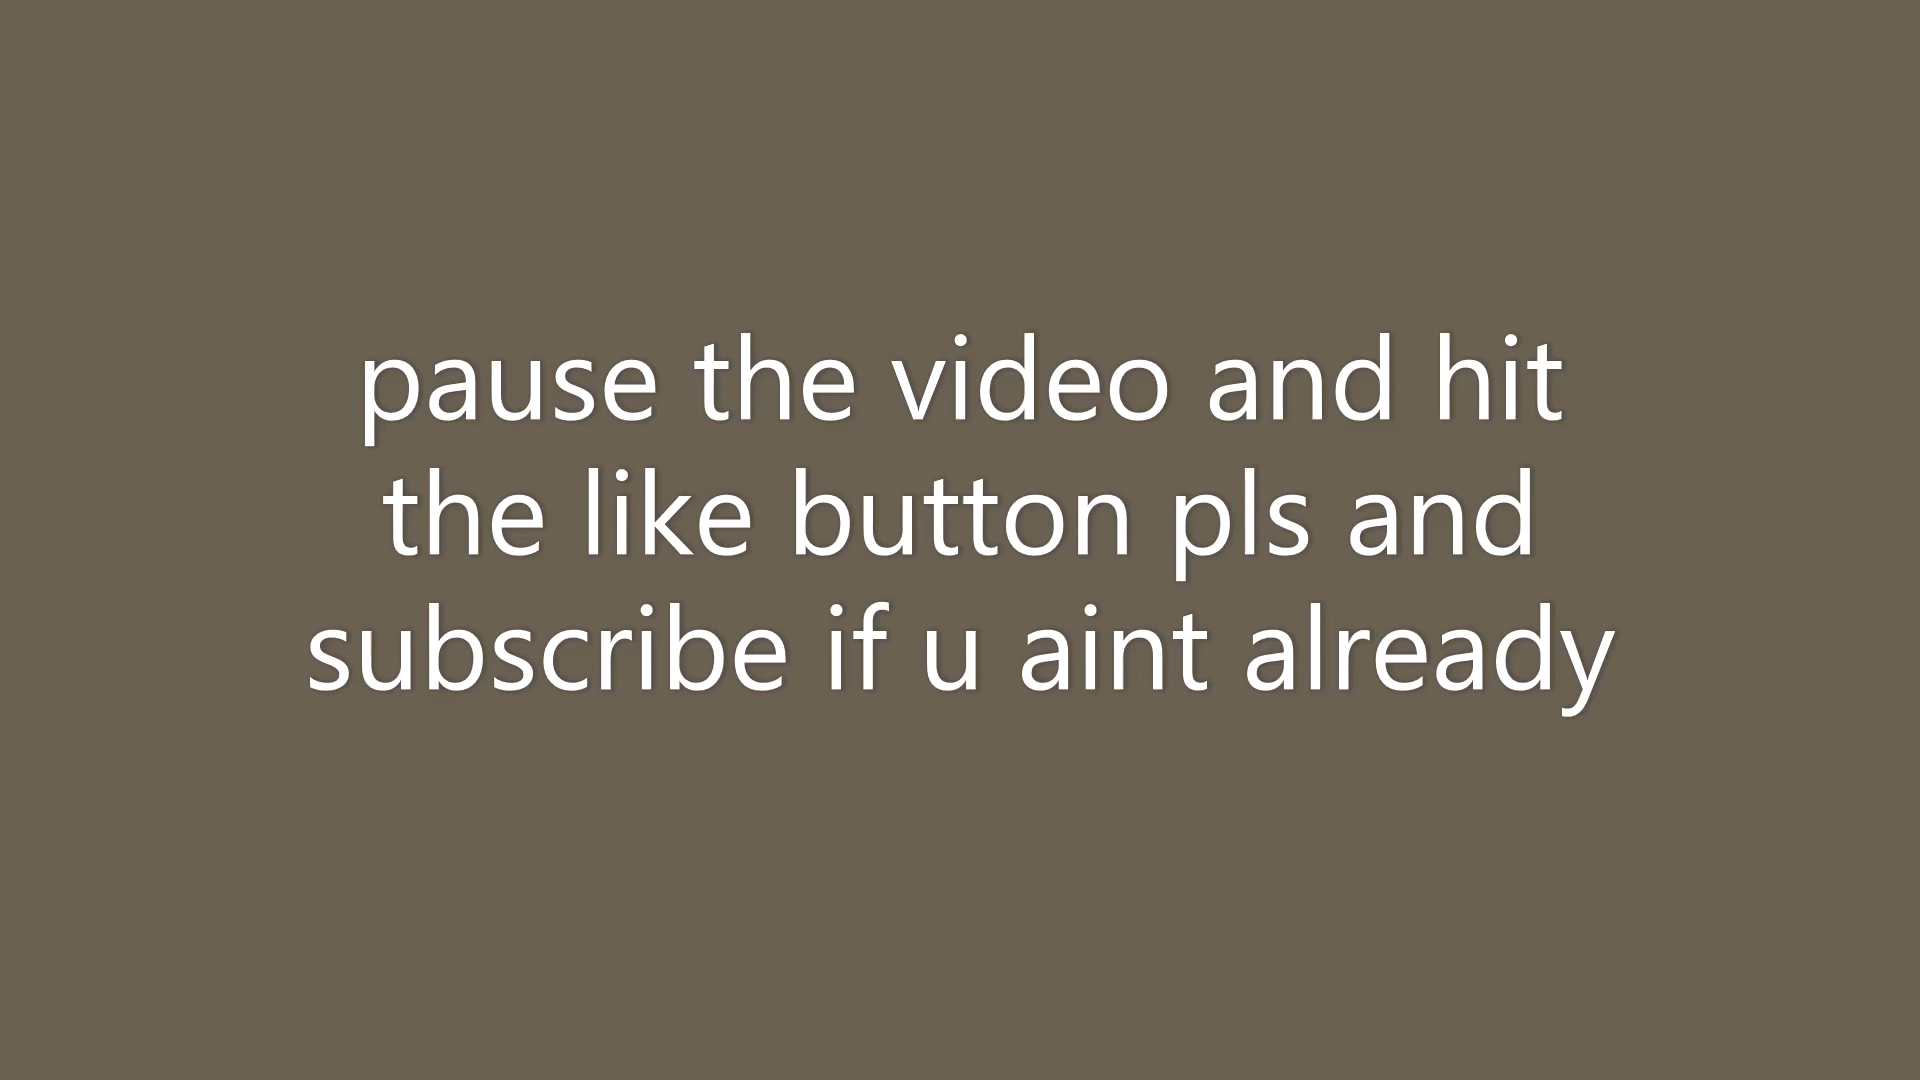 pause the video and hit
the like button pls and
subscribe if u aint already